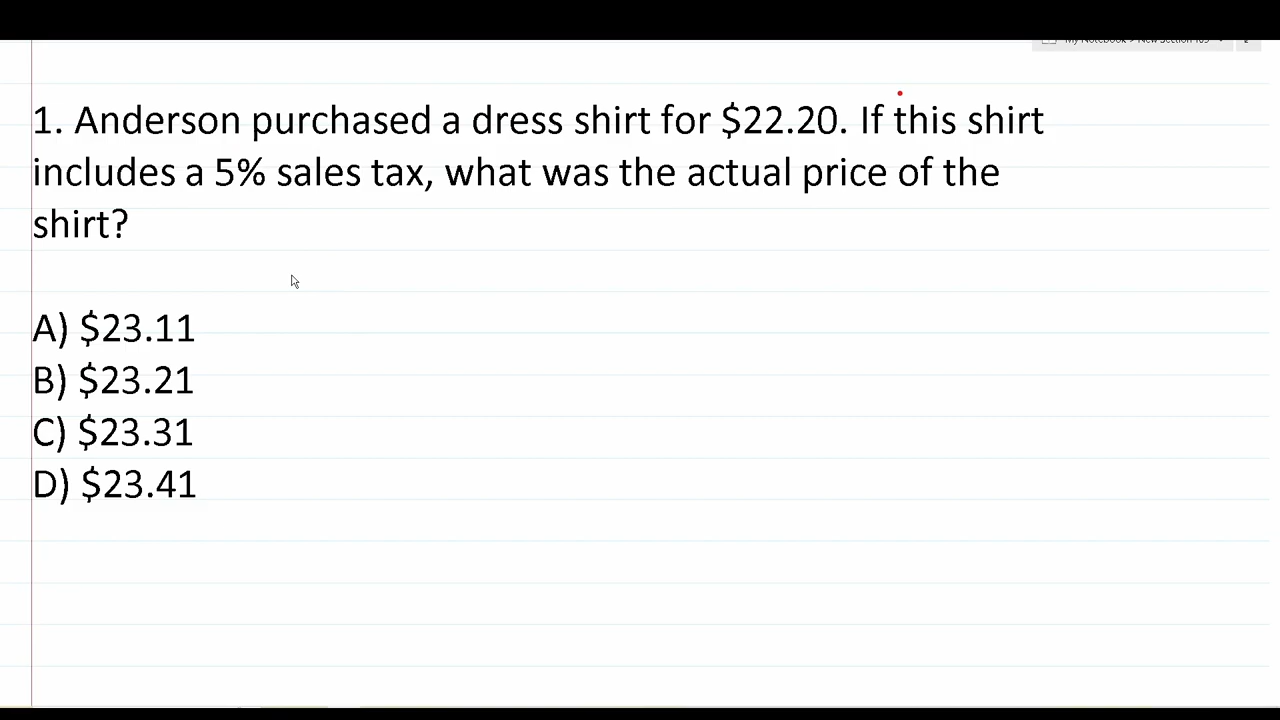 1. Anderson purchased a dress shirt for $22.20. If this shirt
includes a 5% sales tax, what was the actual price of the
shirt?
A) $23.11
B) $23.21
C) $23.31
D) $23.41